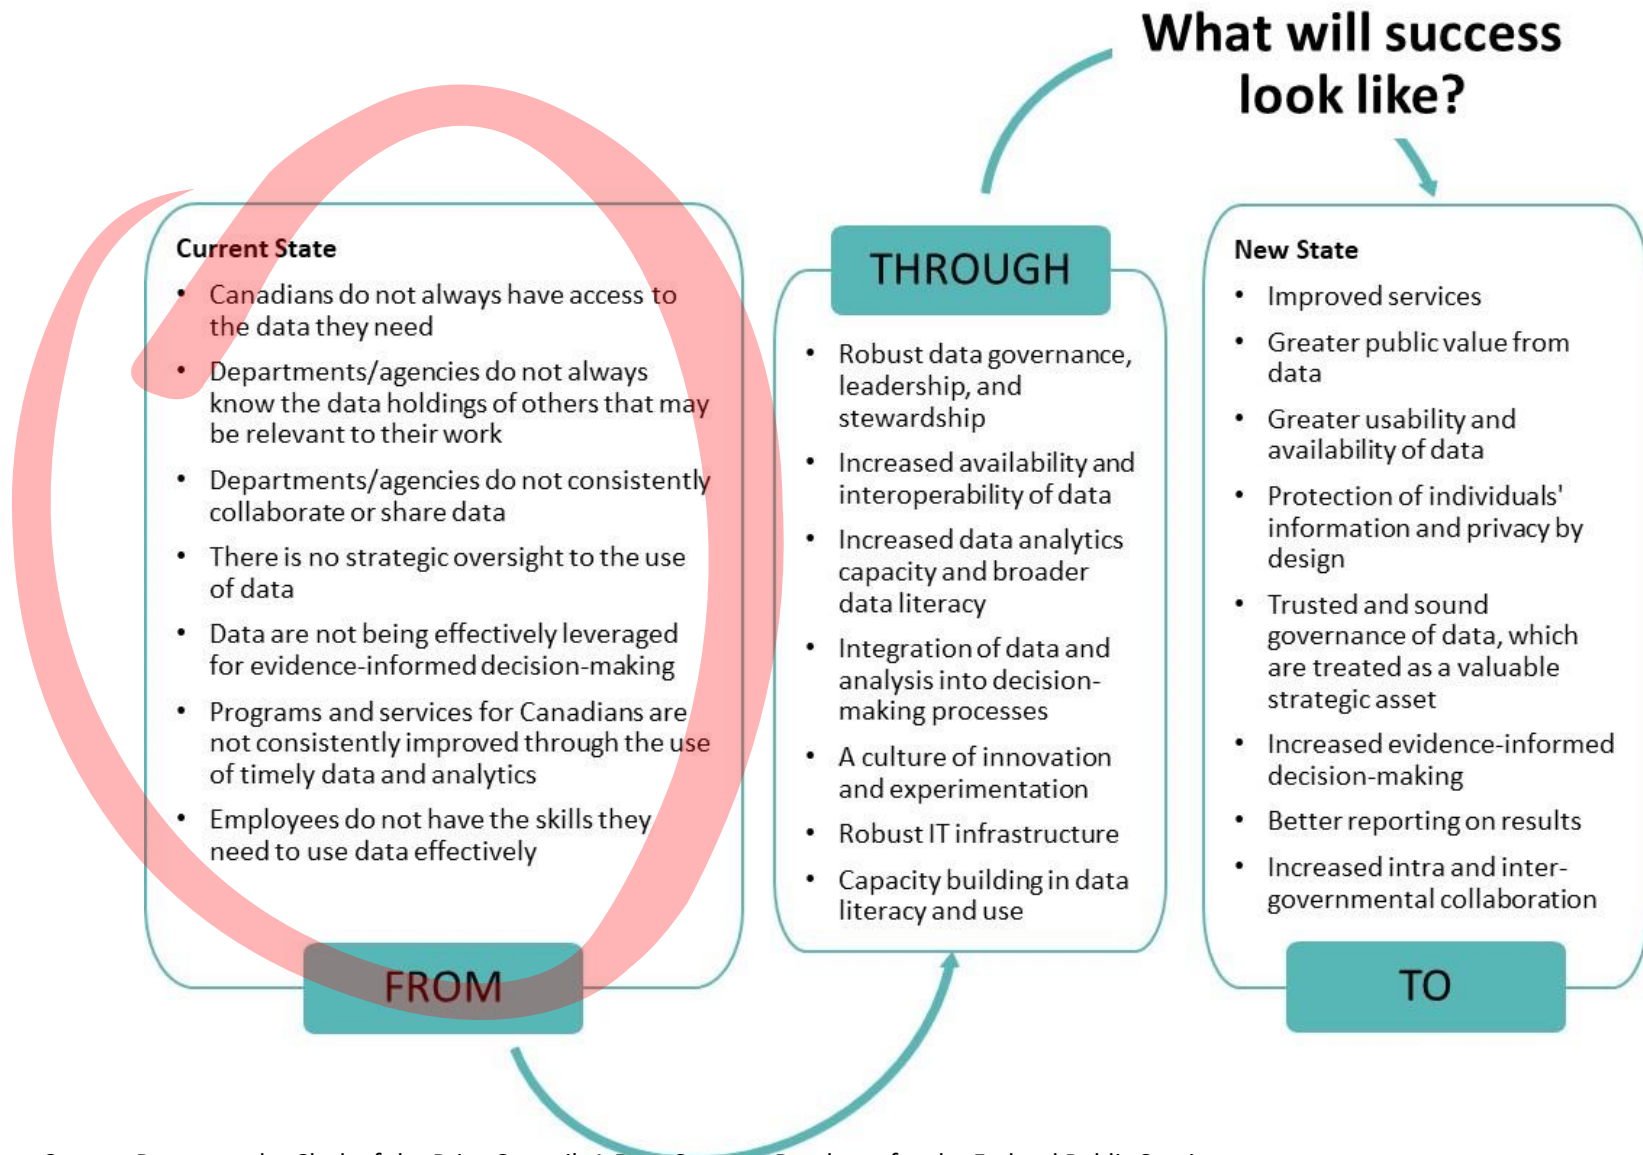 What will success
look like?
Current State
• Canadians do not always have access to
the data they need
• Departments/agencies do not always
know the data holdings of others that may
be relevant to their work
• Departments/agencies do not consistently
collaborate or share data
• There is no strategic oversight to the use
of data
• Data are not being effectively leveraged
for evidence-informed decision-making
• Programs and services for Canadians are
not consistently improved through the use
of timely data and analytics
• Employees do not have the skills they
need to use data effectively
FROM
THROUGH
• Robust data governance,
leadership, and
stewardship
• Increased availability and
interoperability of data
• Increased data analytics
capacity and broader
data literacy
• Integration of data and
analysis into decision-
making processes
• A culture of innovation
and experimentation
• Robust IT infrastructure
• Capacity building in data
literacy and use
New State
• Improved services
• Greater public value from
data
• Greater usability and
availability of data
• Protection of individuals'
information and privacy by
design
• Trusted and sound
governance of data, which
are treated as a valuable
strategic asset
• Increased evidence-informed
decision-making
• Better reporting on results
• Increased intra and inter-
governmental collaboration
TO